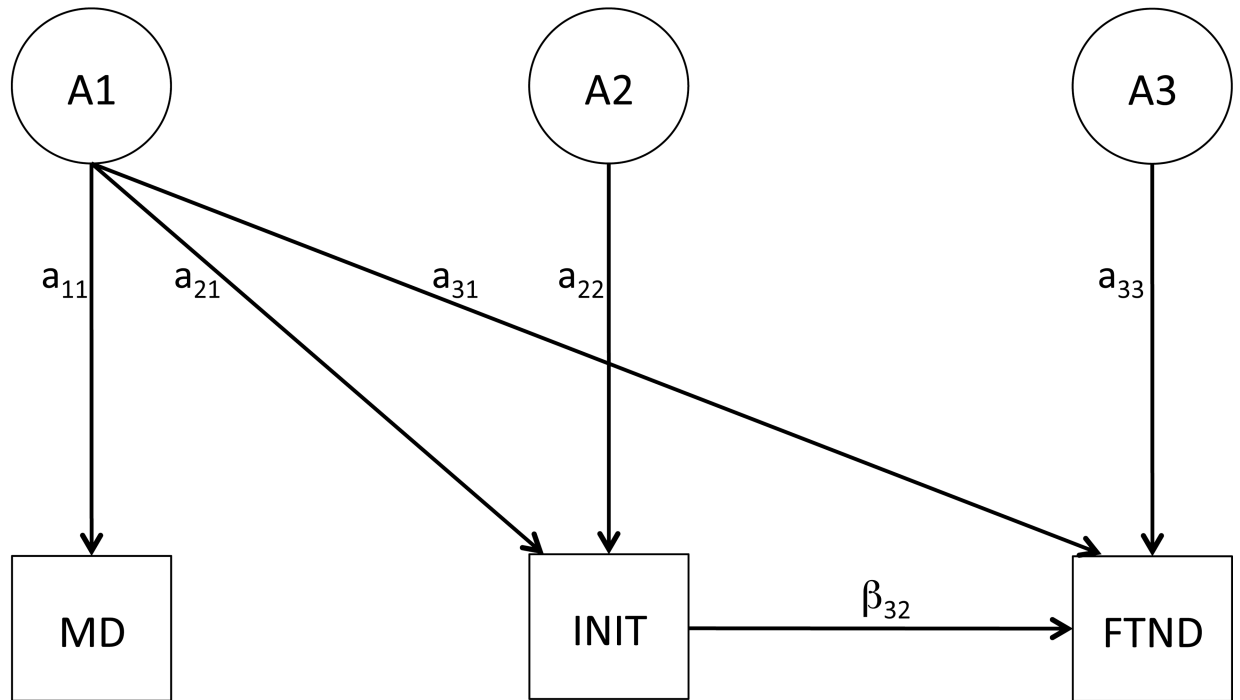 A1 A2 A3
a₁₁ a₂₁ a₃₁ a₂₂ a₃₃
β₃₂
MD INIT FTND